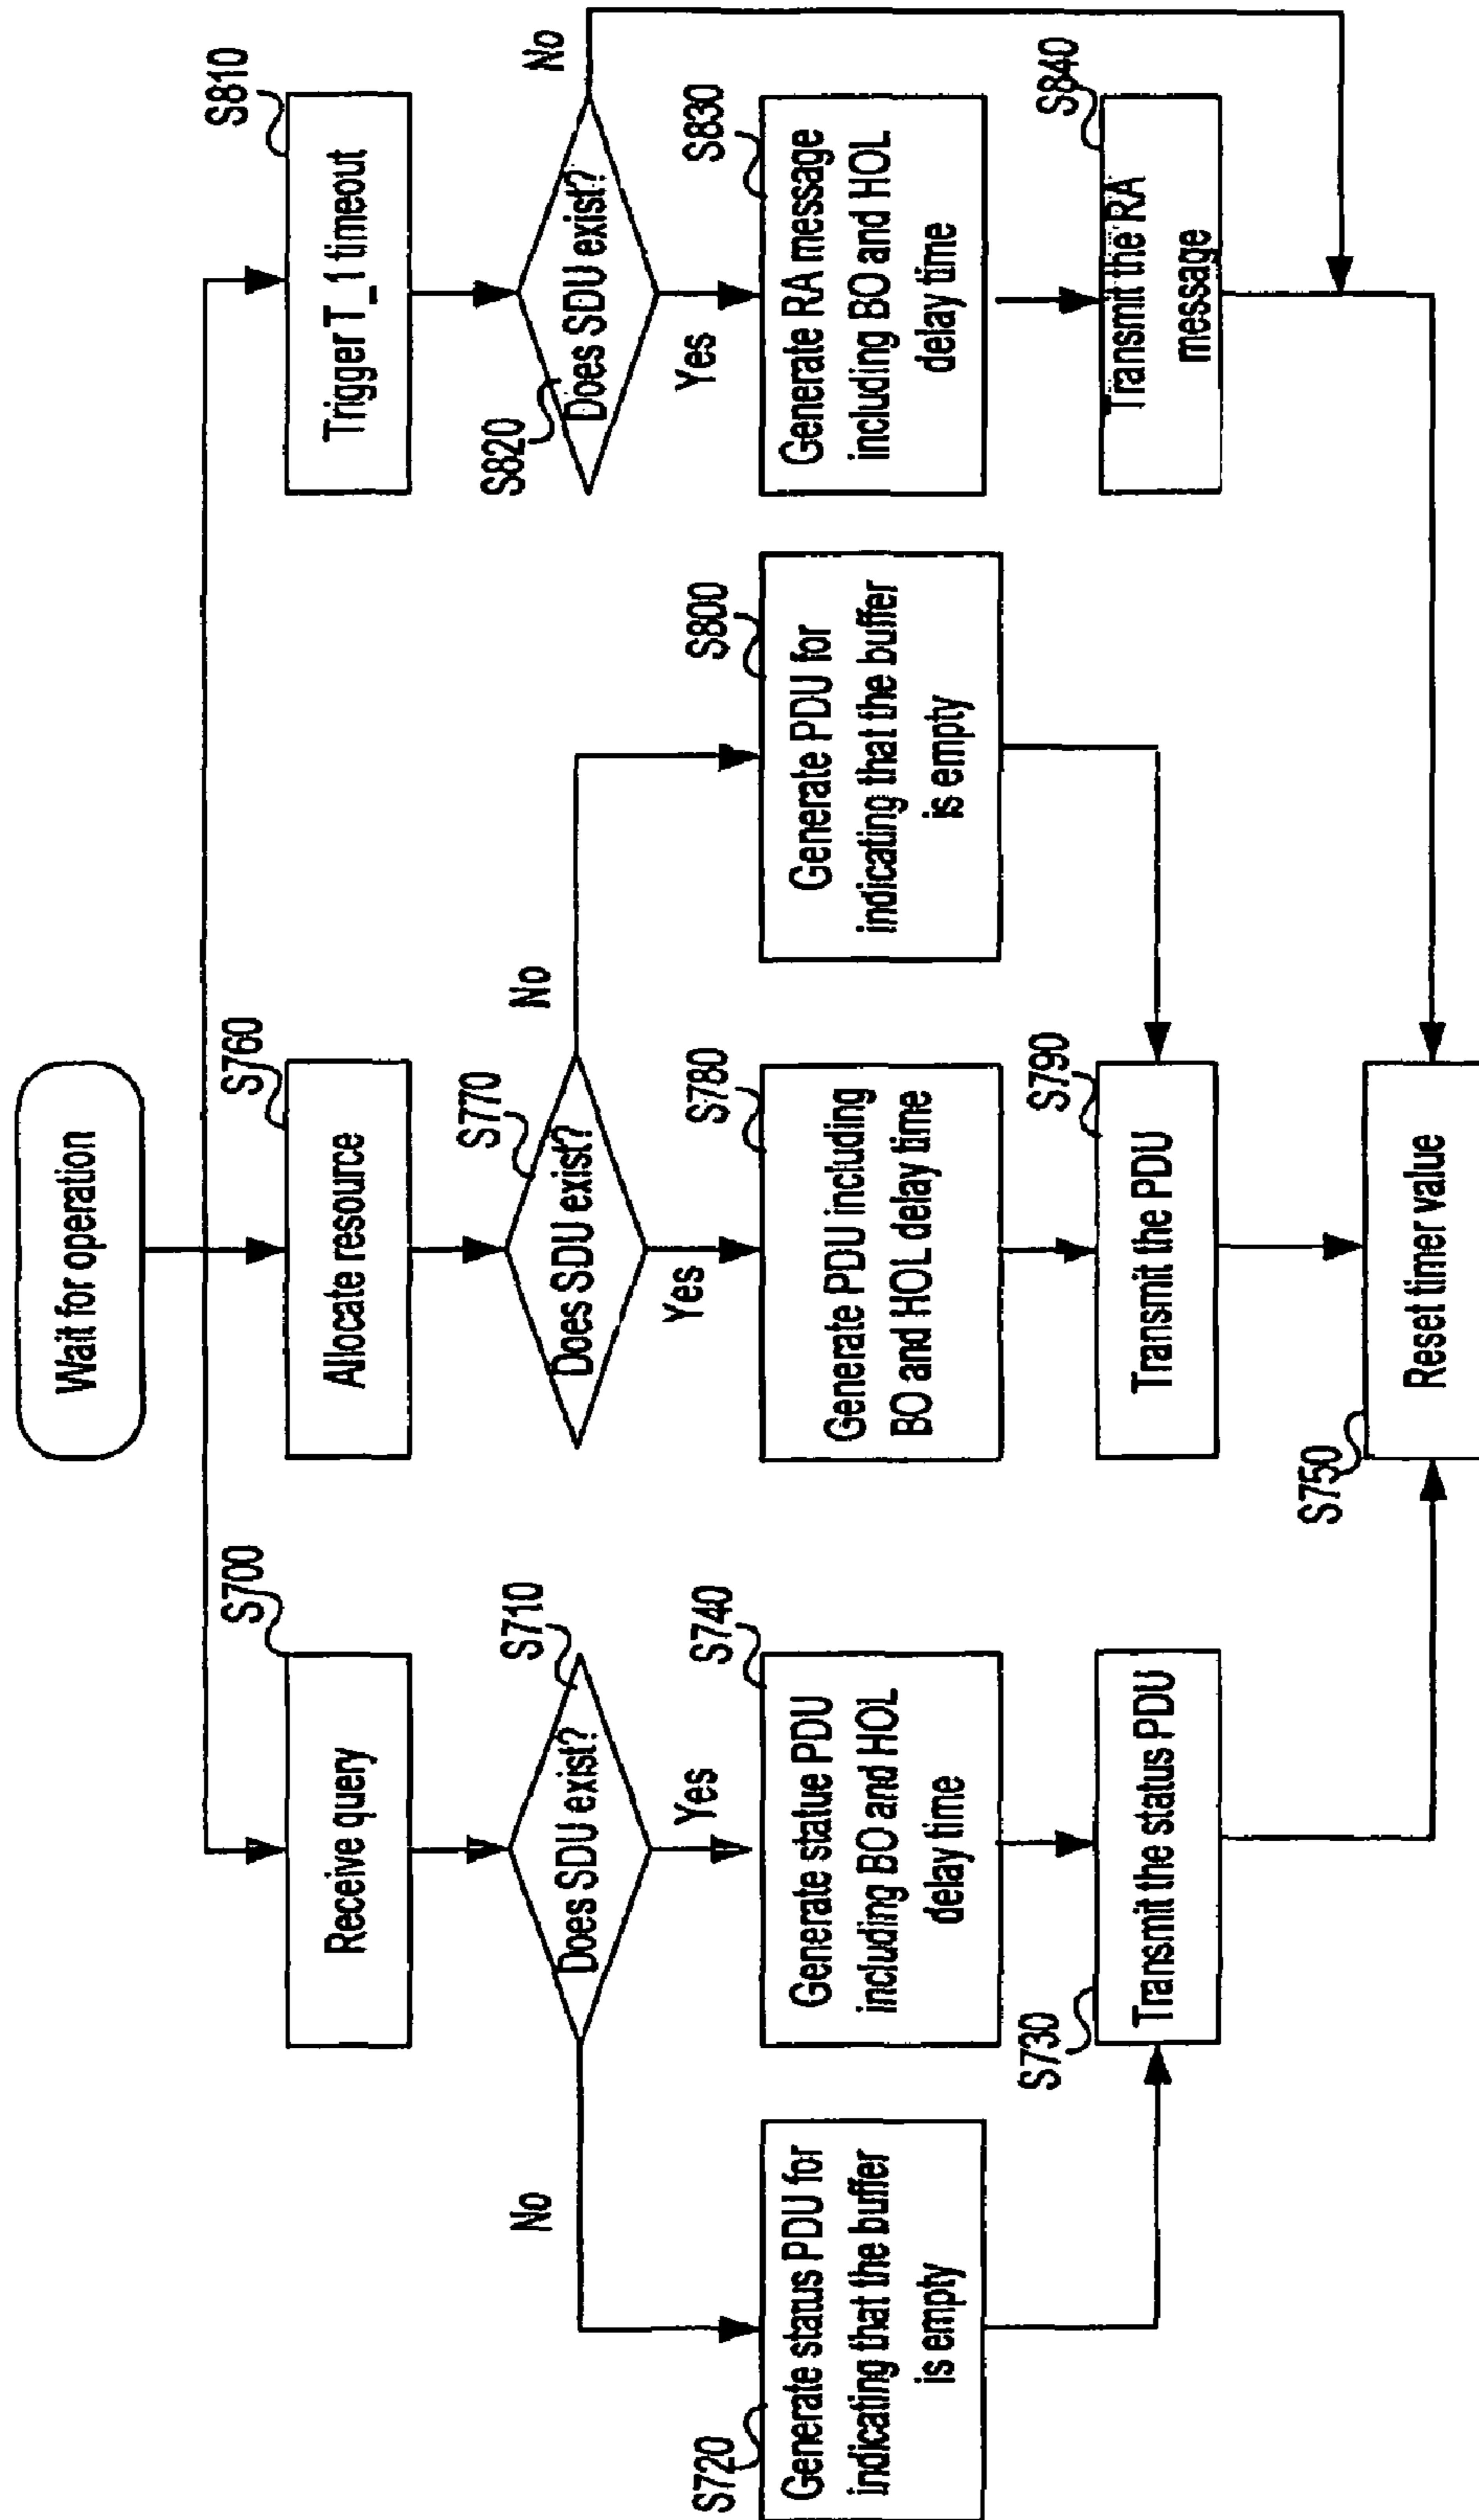 Wait for operation
S700
Receive query
S760
Allocate resource
S810
Trigger T_1 timeout
S710
Does SDU exist?
No
Yes
S770
Does SDU exist?
No
Yes
S820
Does SDU exist?
No
Yes
S720
Generate status PDU for
indicating that the buffer
is empty
S740
Generate statue PDU
including BO and HOL
delay time
S780
Generate PDU including
BO and HOL delay time
S800
Generate PDU for
indicating that the buffer
is empty
S830
Generate RA message
including BO and HOL
delay time
S730
Transmit the status PDU
S790
Transmit the PDU
S840
Transmit the RA
message
S750
Reset timer value